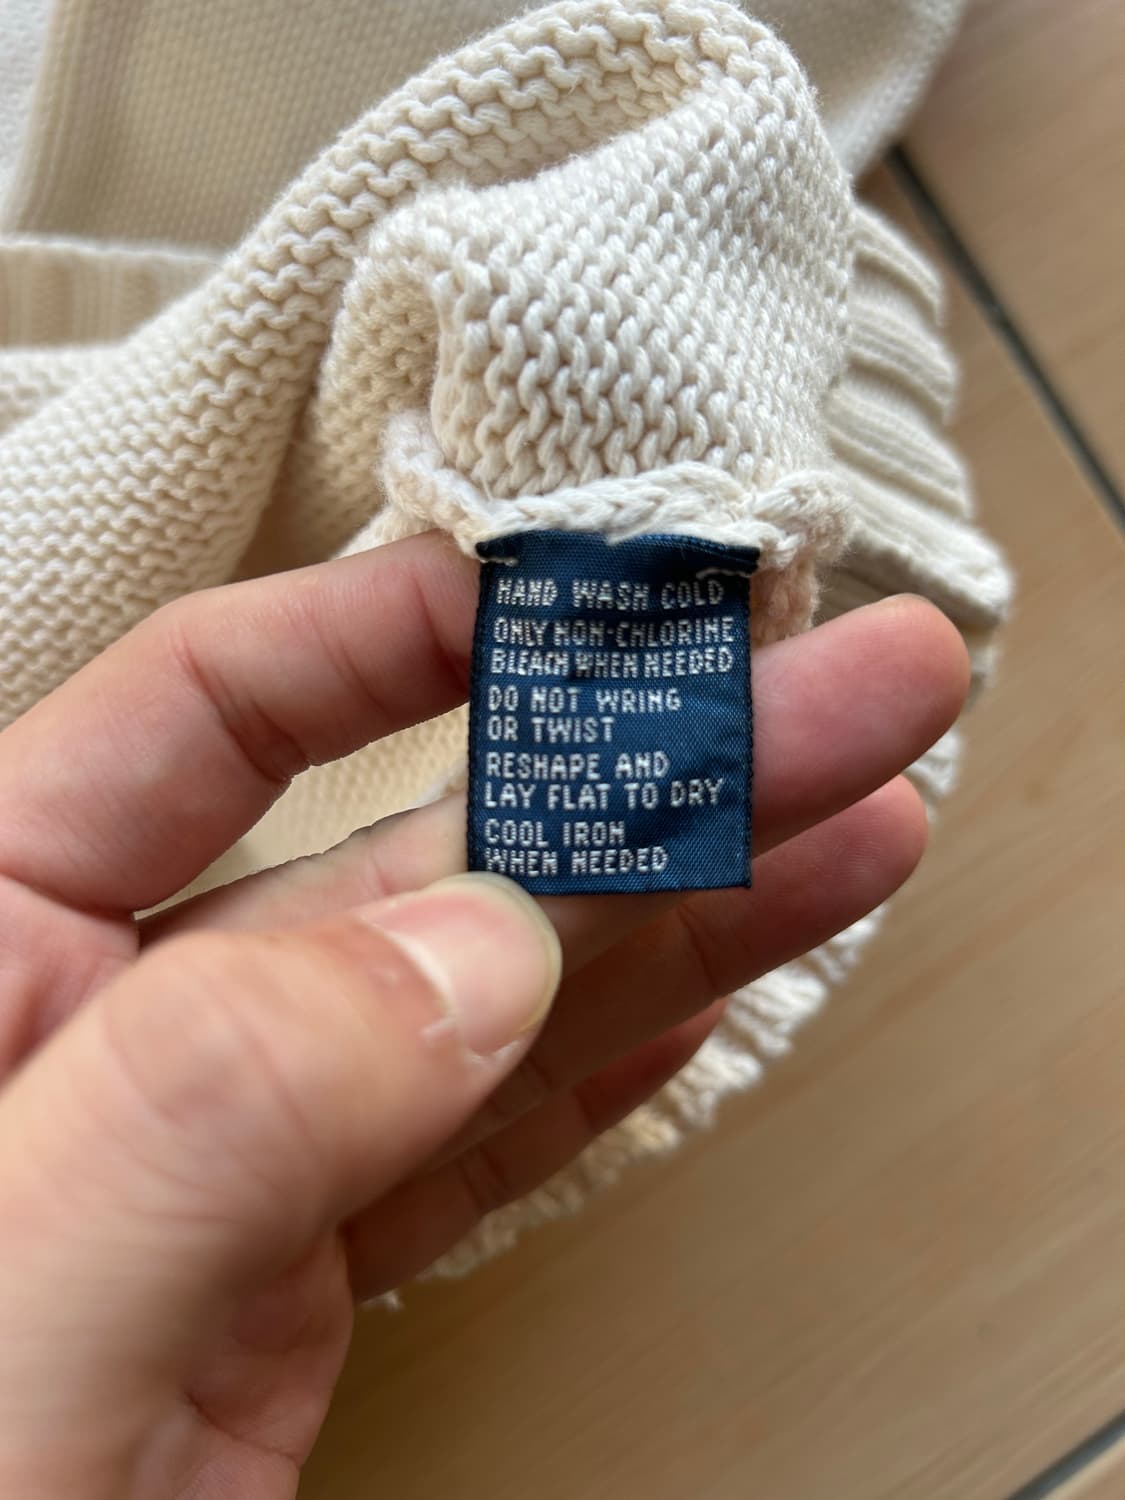 HAND WASH COLD
ONLY NON-CHLORINE
BLEACH WHEN NEEDED
DO NOT WRING
OR TWIST
RESHAPE AND
LAY FLAT TO DRY
COOL IRON
WHEN NEEDED